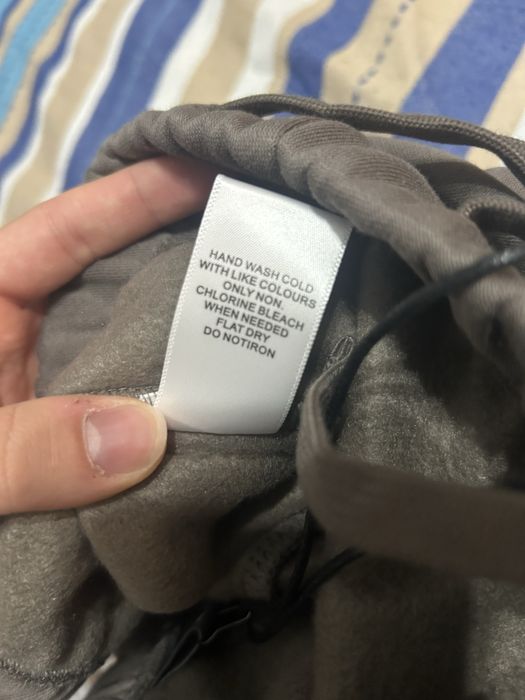 HAND WASH COLD
WITH LIKE COLOURS
ONLY NON.
CHLORINE BLEACH
WHEN NEEDED
FLAT DRY
DO NOTIRON